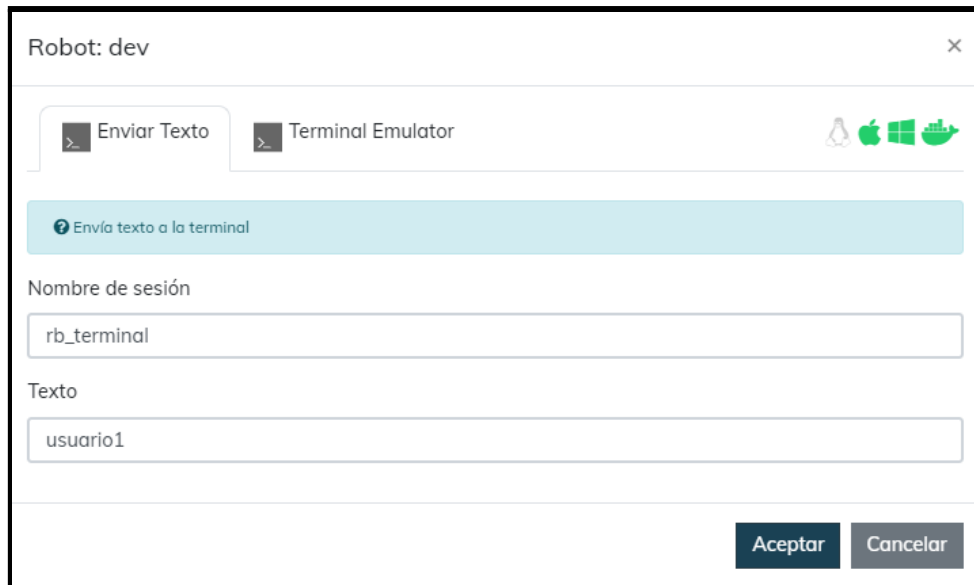 Robot: dev ×
Enviar Texto Terminal Emulator
Envía texto a la terminal
Nombre de sesión
rb_terminal
Texto
usuario1
Aceptar Cancelar